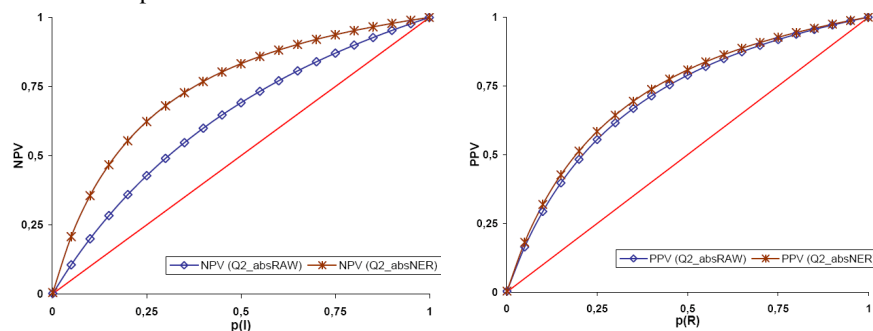 1
0,75
0,5
0,25
0
NPV
NPV (Q2_absRAW)
NPV (Q2_absNER)
0
0,25
0,5
0,75
1
p(I)
1
0,75
0,5
0,25
0
PPV
PPV (Q2_absRAW)
PPV (Q2_absNER)
0
0,25
0,5
0,75
1
p(R)